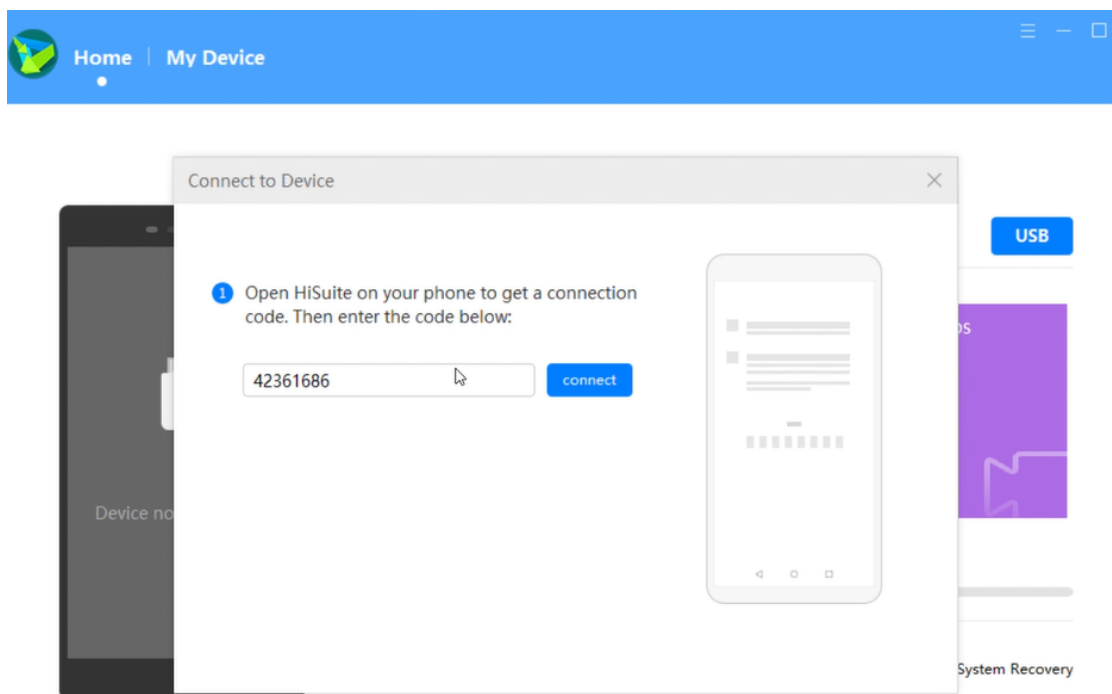 Home | My Device
Connect to Device
USB
1 Open HiSuite on your phone to get a connection
code. Then enter the code below:
42361686 connect
Device no
System Recovery